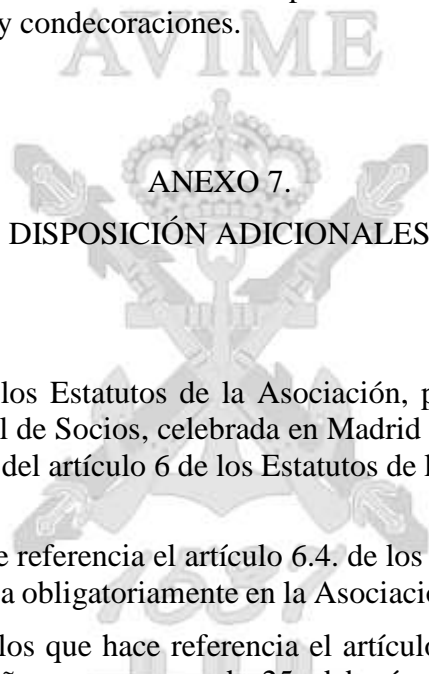 y condecoraciones.
AVIME
ANEXO 7.
DISPOSICIÓN ADICIONALES
los Estatutos de la Asociación, p
l de Socios, celebrada en Madrid
del artículo 6 de los Estatutos de l
e referencia el artículo 6.4. de los
a obligatoriamente en la Asociació
1537
los que hace referencia el artículo